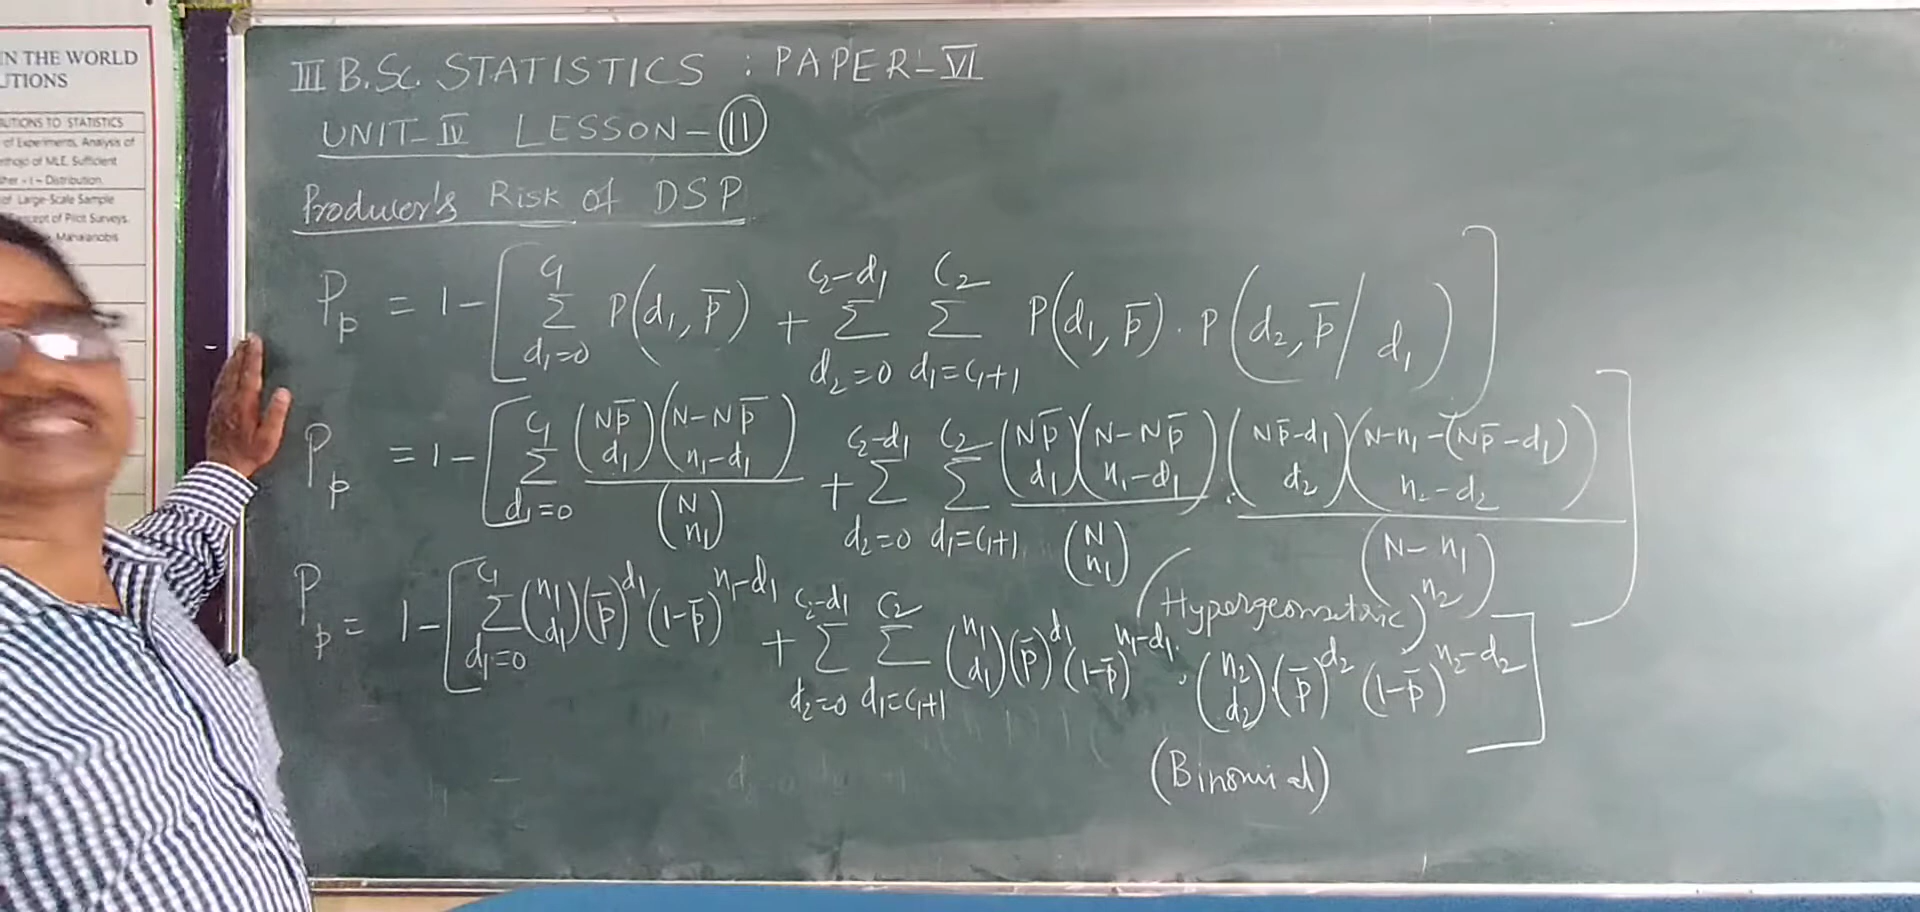 IN THE WORLD
UTIONS
UTIONS TO STATISTICS
of Experiments, Analysis of
of MLE, Sufficient
- t - Distribution.
of Large-Scale Sample
of Pilot Surveys.
III B.Sc. STATISTICS : PAPER-VI
UNIT-IV LESSON-11
Producer's Risk of DSP
P_p = 1 - [ Σ_{d₁=0}^{C₁} P(d₁, p̄) + Σ_{d₂=0}^{C₂-d₁} Σ_{d₁=C₁+1}^{C₂} P(d₁, p̄) . P(d₂, p̄ / d₁) ]
P_p = 1 - [ Σ_{d₁=0}^{C₁} (Np̄ d₁)(N-Np̄ n₁-d₁) / (N n₁) + Σ_{d₂=0}^{C₂-d₁} Σ_{d₁=C₁+1}^{C₂} (Np̄ d₁)(N-Np̄ n₁-d₁) / (N n₁) . (Np̄-d₁ d₂)(N-n₁-(Np̄-d₁) n₂-d₂) / (N-n₁ n₂) ]
(Hypergeometric)
P_p = 1 - [ Σ_{d₁=0}^{C₁} (n₁ d₁)(p̄)^{d₁} (1-p̄)^{n-d₁} + Σ_{d₂=0}^{C₂-d₁} Σ_{d₁=C₁+1}^{C₂} (n₁ d₁)(p̄)^{d₁} (1-p̄)^{n₁-d₁} . (n₂ d₂)(p̄)^{d₂} (1-p̄)^{n₂-d₂} ]
(Binomial)